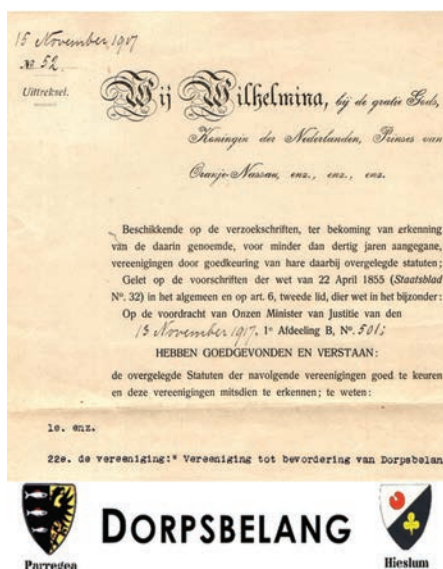 15 November 1917
No. 52.
Uittreksel.
Wij Wilhelmina, bij de gratie Gods,
Koningin der Nederlanden, Prinses van
Oranje-Nassau, enz., enz., enz.
Beschikkende op de verzoekschriften, ter bekoming van erkenning
van de daarin genoemde, voor minder dan dertig jaren aangegane,
vereenigingen door goedkeuring van hare daarbij overgelegde statuten;
Gelet op de voorschriften der wet van 22 April 1855 (Staatsblad
No. 32) in het algemeen en op art. 6, tweede lid, dier wet in het bijzonder:
Op de voordracht van Onzen Minister van Justitie van den
13 November 1917. 1e Afdeeling B, No. 501;
HEBBEN GOEDGEVONDEN EN VERSTAAN:
de overgelegde Statuten der navolgende vereenigingen goed te keuren
en deze vereenigingen mitsdien te erkennen; te weten:
1e. enz.
22e. de vereeniging:" Vereeniging tot bevordering van Dorpsbelan
DORPSBELANG
Parregea
Hieslum